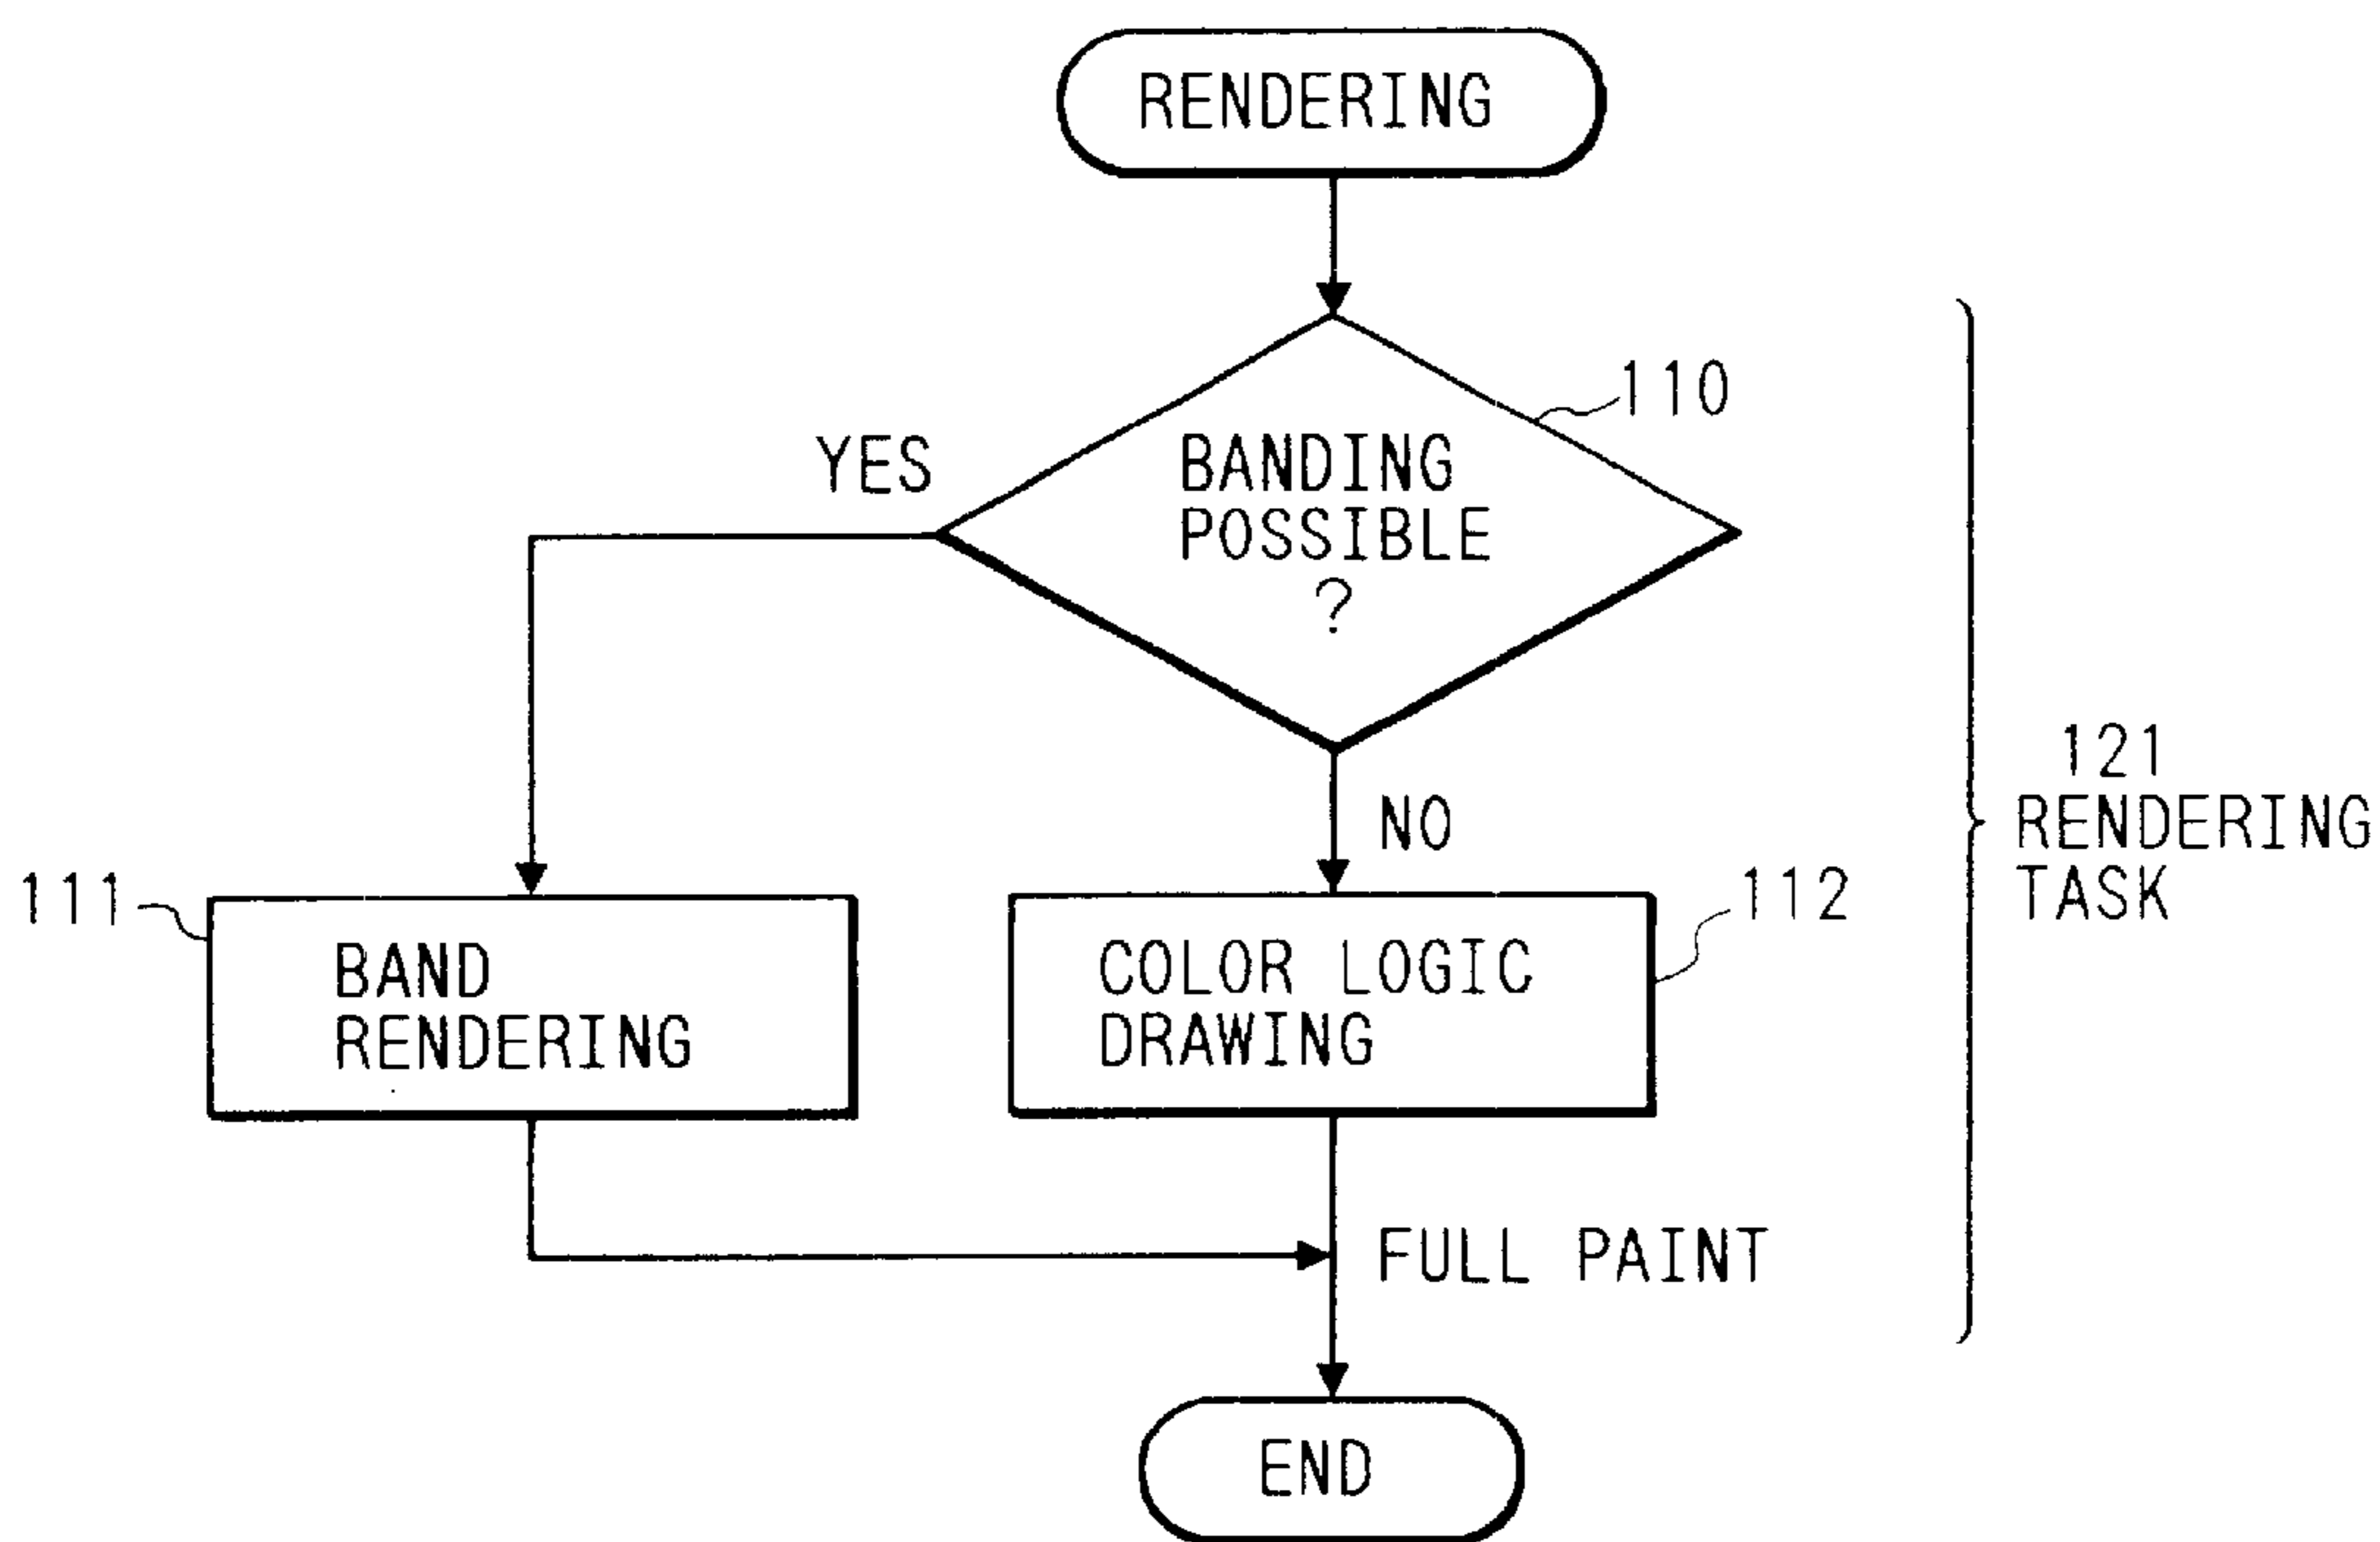 RENDERING
110
YES
BANDING
POSSIBLE
?
NO
121
RENDERING
TASK
111
BAND
RENDERING
COLOR LOGIC
DRAWING
112
FULL PAINT
END